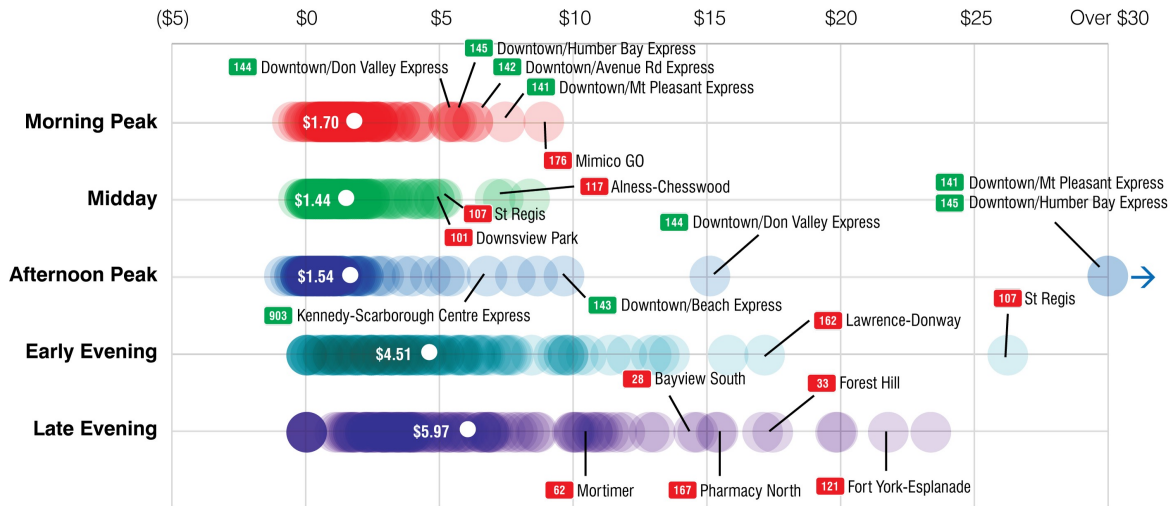 ($5) $0 $5 $10 $15 $20 $25 Over $30
145 Downtown/Humber Bay Express
144 Downtown/Don Valley Express
142 Downtown/Avenue Rd Express
141 Downtown/Mt Pleasant Express
Morning Peak
$1.70
176 Mimico GO
Midday
$1.44
117 Alness-Chesswood
107 St Regis
101 Downsview Park
141 Downtown/Mt Pleasant Express
145 Downtown/Humber Bay Express
144 Downtown/Don Valley Express
Afternoon Peak
$1.54
903 Kennedy-Scarborough Centre Express
143 Downtown/Beach Express
107 St Regis
162 Lawrence-Donway
Early Evening
$4.51
28 Bayview South
33 Forest Hill
Late Evening
$5.97
62 Mortimer
167 Pharmacy North
121 Fort York-Esplanade